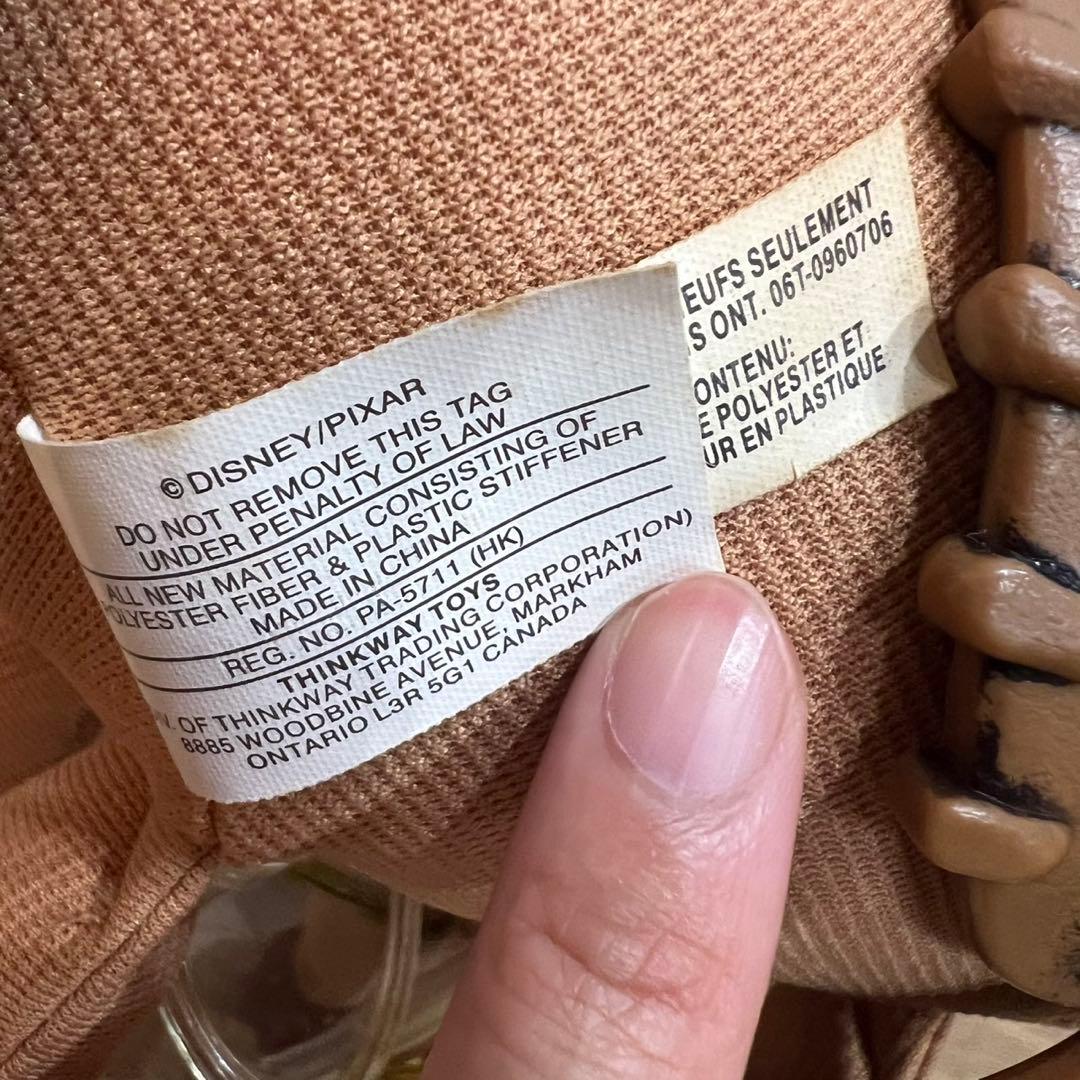 © DISNEY/PIXAR
DO NOT REMOVE THIS TAG
UNDER PENALTY OF LAW
ALL NEW MATERIAL CONSISTING OF
POLYESTER FIBER & PLASTIC STIFFENER
MADE IN CHINA
REG. NO. PA-5711 (HK)
THINKWAY TOYS
V. OF THINKWAY TRADING CORPORATION)
8885 WOODBINE AVENUE, MARKHAM
ONTARIO L3R 5G1 CANADA
EUFS SEULEMENT
S ONT. 06T-0960706
ONTENU:
E POLYESTER ET
UR EN PLASTIQUE